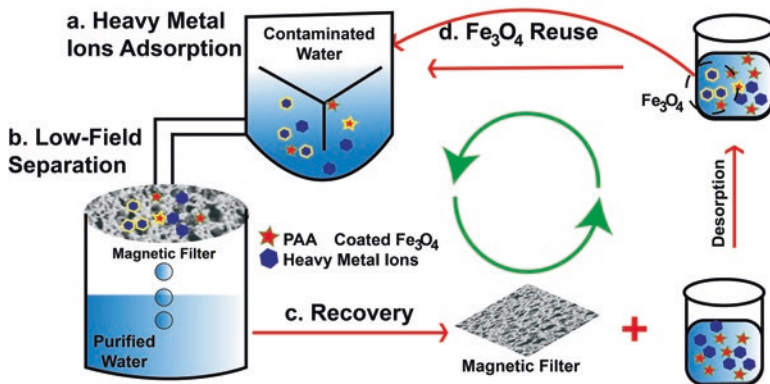 a. Heavy Metal
Ions Adsorption
Contaminated
Water
d. Fe₃O₄ Reuse
Fe₃O₄
b. Low-Field
Separation
Magnetic Filter
PAA Coated Fe₃O₄
Heavy Metal Ions
Desorption
Purified
Water
c. Recovery
Magnetic Filter
+